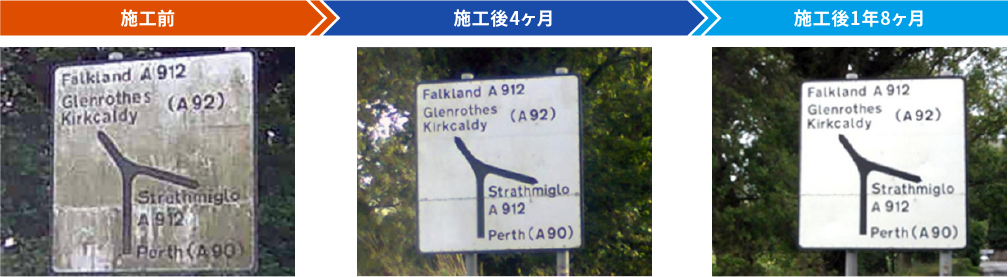 施工前
施工後4ヶ月
施工後1年8ヶ月
Falkland A 912
Glenrothes
Kirkcaldy
(A 92)
Strathmiglo
A 912
Perth (A 90)
Falkland A 912
Glenrothes
Kirkcaldy
(A 92)
Strathmiglo
A 912
Perth (A 90)
Falkland A 912
Glenrothes
Kirkcaldy
(A 92)
Strathmiglo
A 912
Perth (A 90)